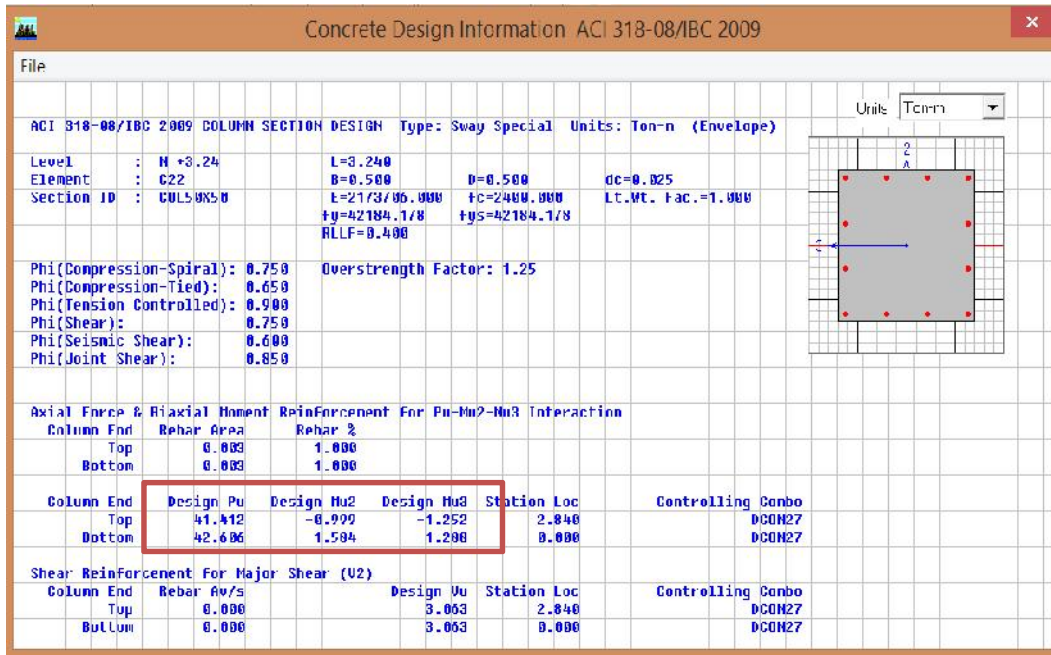 Concrete Design Information ACI 318-08/IBC 2009
File
Units Ton-m
ACI 318-08/IBC 2009 COLUMN SECTION DESIGN Type: Sway Special Units: Ton-m (Envelope)
Level : N +3.24 L=3.240
Element : C22 B=0.500 D=0.500 dc=0.025
Section ID : COL50X50 E=2173706.000 fc=2400.000 Lt.Wt. Fac.=1.000
fy=42184.178 fys=42184.178
RLLF=0.400
Phi(Compression-Spiral): 0.750 Overstrength Factor: 1.25
Phi(Compression-Tied): 0.650
Phi(Tension Controlled): 0.900
Phi(Shear): 0.750
Phi(Seismic Shear): 0.600
Phi(Joint Shear): 0.850
2
Axial Force & Biaxial Moment Reinforcement For Pu-Mu2-Mu3 Interaction
Column End Rebar Area Rebar %
Top 0.003 1.000
Bottom 0.003 1.000
Column End Design Pu Design Mu2 Design Mu3 Station Loc Controlling Combo
Top 41.412 -0.999 -1.252 2.840 DCON27
Bottom 42.606 1.504 1.200 0.000 DCON27
Shear Reinforcement For Major Shear (V2)
Column End Rebar Av/s Design Vu Station Loc Controlling Combo
Top 0.000 3.063 2.840 DCON27
Bottom 0.000 3.063 0.000 DCON27